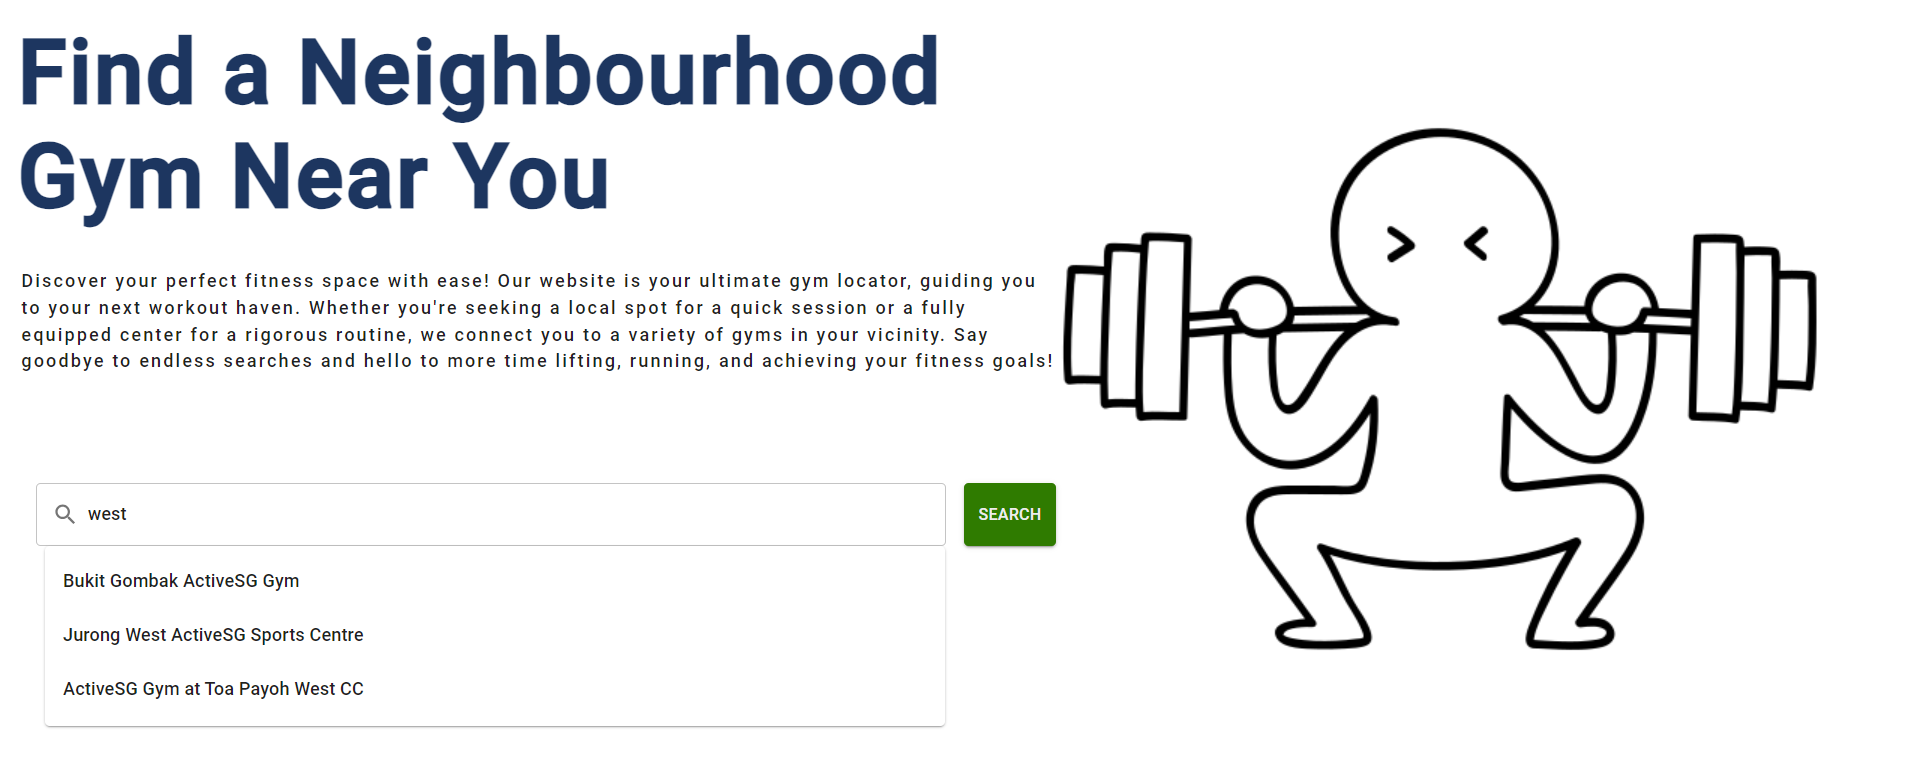 Find a Neighbourhood
Gym Near You
Discover your perfect fitness space with ease! Our website is your ultimate gym locator, guiding you
to your next workout haven. Whether you're seeking a local spot for a quick session or a fully
equipped center for a rigorous routine, we connect you to a variety of gyms in your vicinity. Say
goodbye to endless searches and hello to more time lifting, running, and achieving your fitness goals!
west
SEARCH
Bukit Gombak ActiveSG Gym
Jurong West ActiveSG Sports Centre
ActiveSG Gym at Toa Payoh West CC